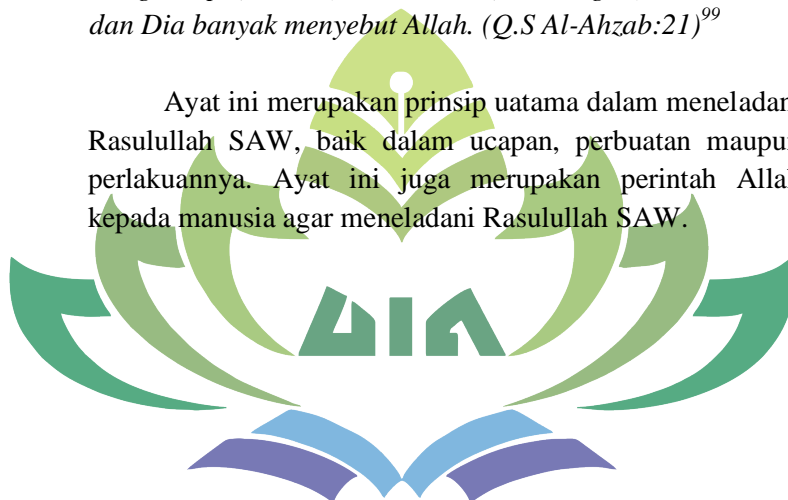 dan Dia banyak menyebut Allah. (Q.S Al-Ahzab:21)99
Ayat ini merupakan prinsip uatama dalam meneladan
Rasulullah SAW, baik dalam ucapan, perbuatan maupu
perlakuannya. Ayat ini juga merupakan perintah Alla
kepada manusia agar meneladani Rasulullah SAW.